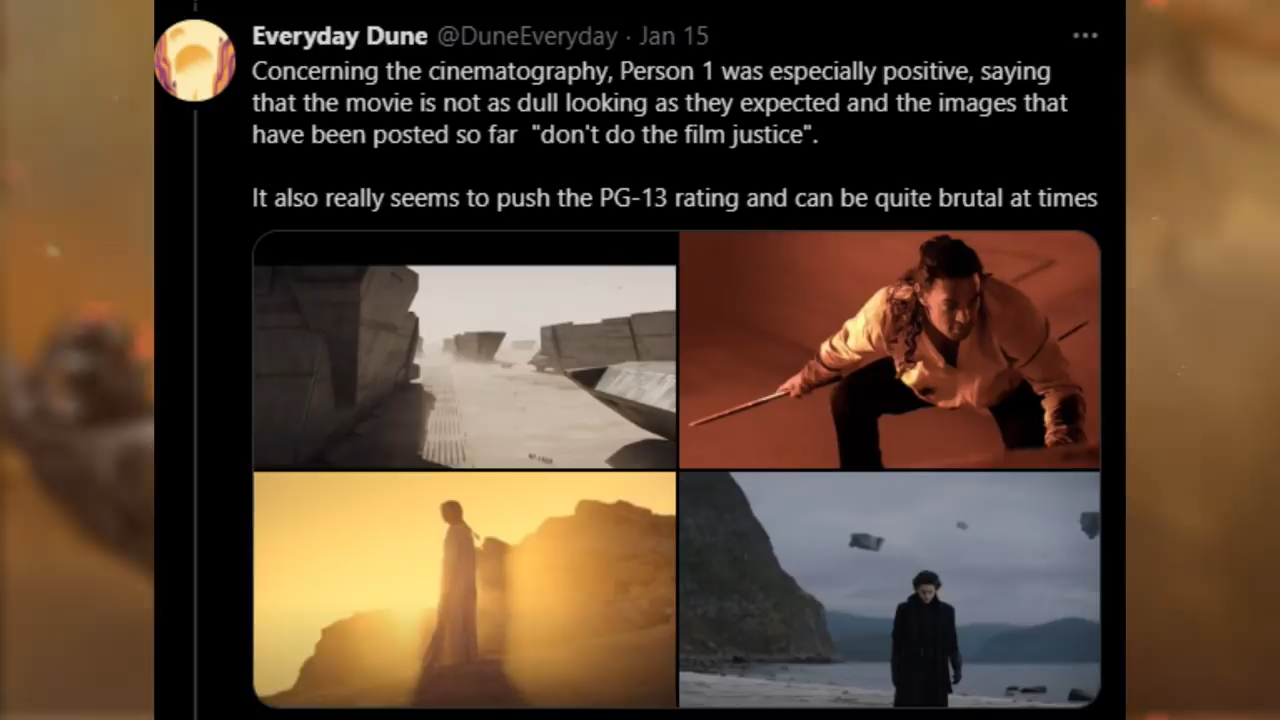 Everyday Dune @DuneEveryday · Jan 15 ···
Concerning the cinematography, Person 1 was especially positive, saying
that the movie is not as dull looking as they expected and the images that
have been posted so far  "don't do the film justice".
It also really seems to push the PG-13 rating and can be quite brutal at times